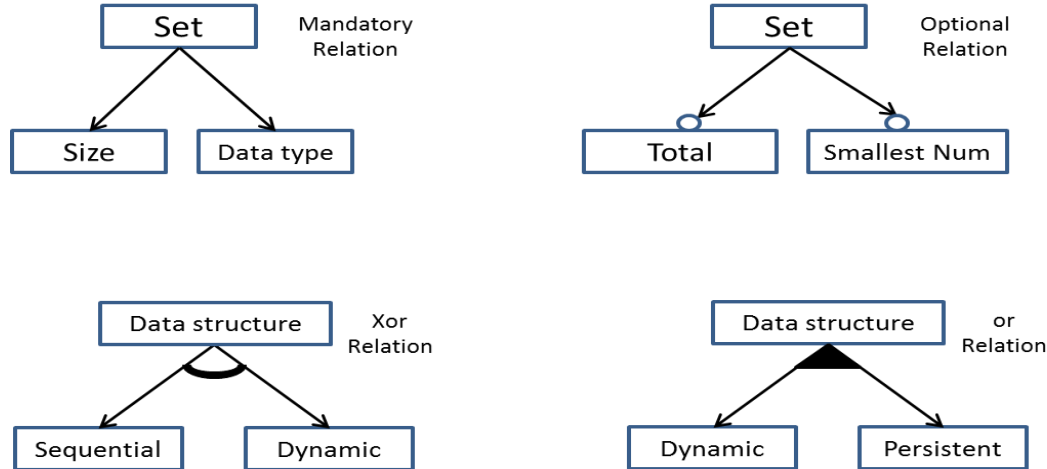 Set
Mandatory
Relation
Size
Data type
Set
Optional
Relation
Total
Smallest Num
Data structure
Xor
Relation
Sequential
Dynamic
Data structure
or
Relation
Dynamic
Persistent